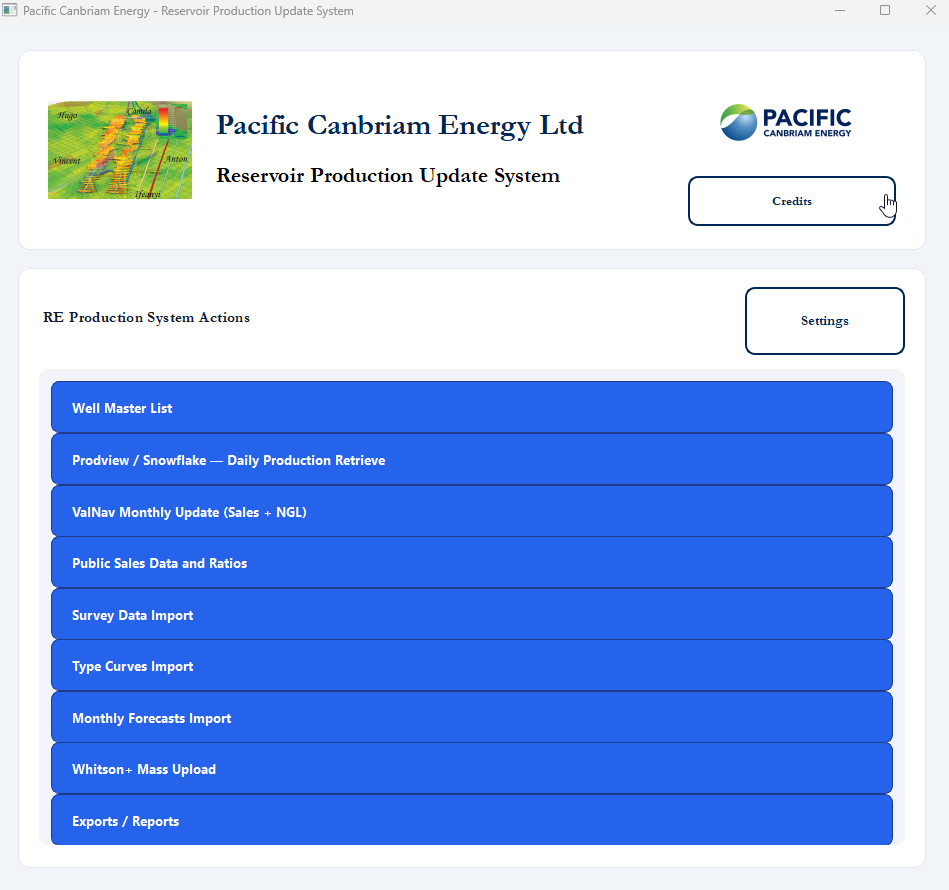 Pacific Canbriam Energy - Reservoir Production Update System
Hugo
Camila
Vincent
Anton
Ifeanyi
Pacific Canbriam Energy Ltd
Reservoir Production Update System
PACIFIC
CANBRIAM ENERGY
Credits
RE Production System Actions
Settings
Well Master List
Prodview / Snowflake — Daily Production Retrieve
ValNav Monthly Update (Sales + NGL)
Public Sales Data and Ratios
Survey Data Import
Type Curves Import
Monthly Forecasts Import
Whitson+ Mass Upload
Exports / Reports